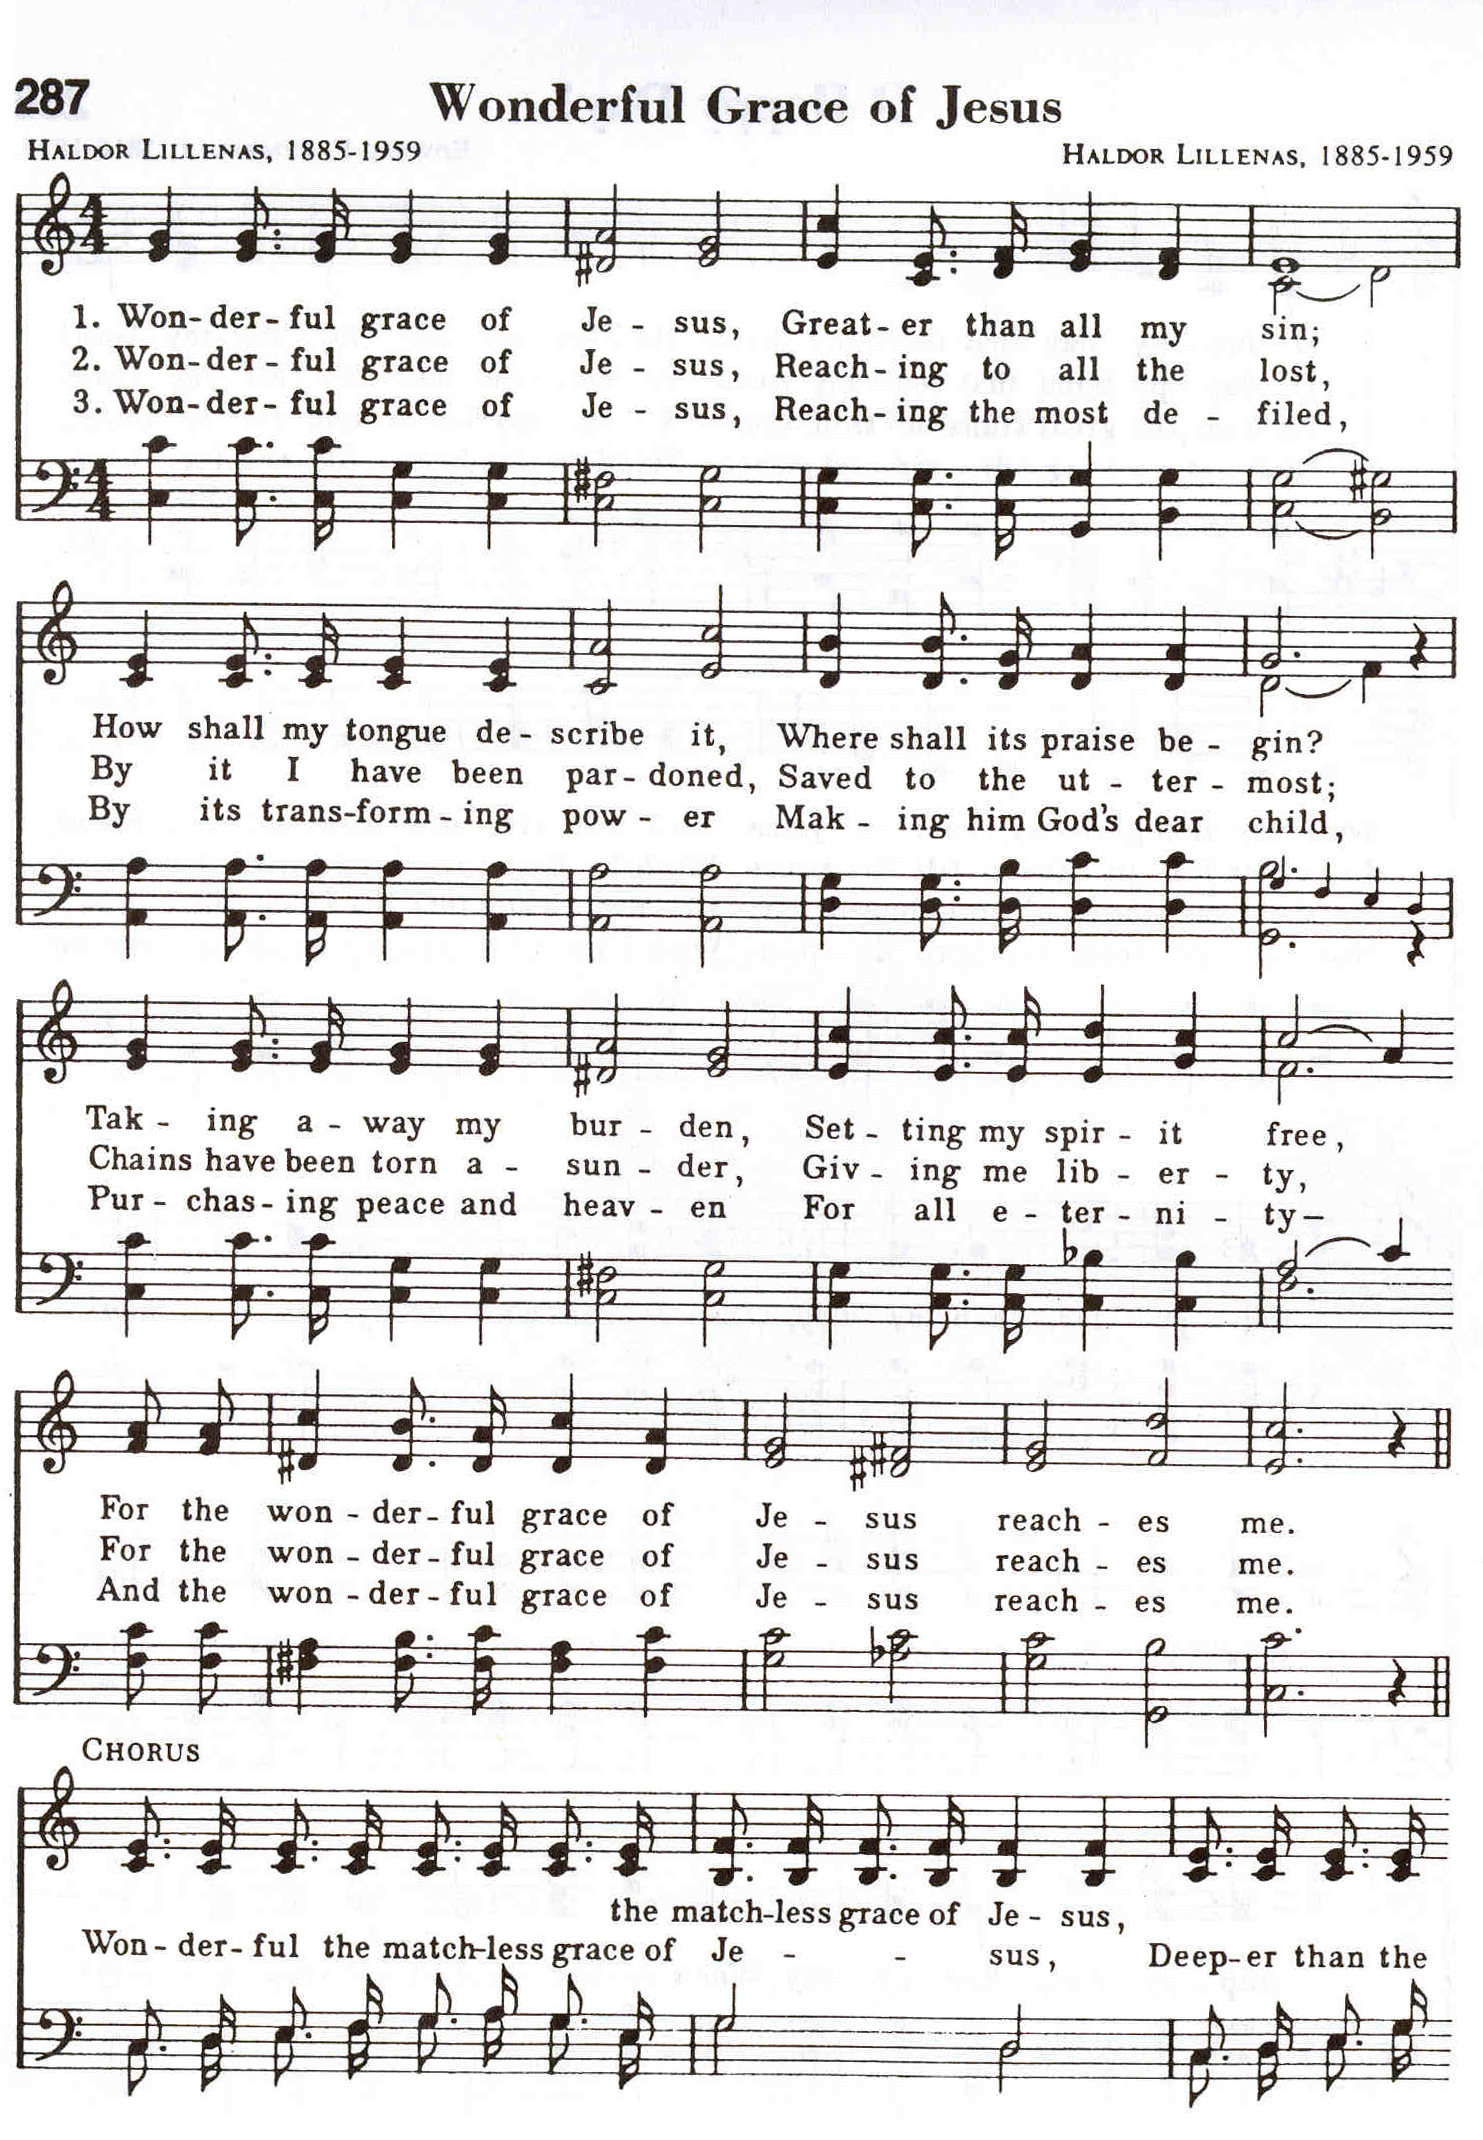 287
Wonderful Grace of Jesus
HALDOR LILLENAS, 1885-1959
HALDOR LILLENAS, 1885-1959
1. Won-der-ful grace of Je - sus, Great-er than all my sin;
2. Won-der-ful grace of Je - sus, Reach-ing to all the lost,
3. Won-der-ful grace of Je - sus, Reach-ing the most de - filed,
How shall my tongue de - scribe it, Where shall its praise be - gin?
By it I have been par - doned, Saved to the ut - ter - most;
By its trans-form - ing pow - er Mak - ing him God's dear child,
Tak - ing a - way my bur - den, Set - ting my spir - it free,
Chains have been torn a - sun - der, Giv - ing me lib - er - ty,
Pur - chas - ing peace and heav - en For all e - ter - ni - ty—
For the won - der - ful grace of Je - sus reach - es me.
For the won - der - ful grace of Je - sus reach - es me.
And the won - der - ful grace of Je - sus reach - es me.
CHORUS
the match-less grace of Je - sus,
Won - der - ful the match-less grace of Je - - sus, Deep-er than the